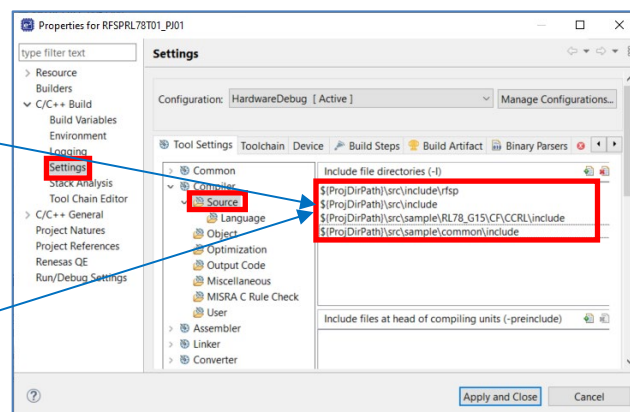 Properties for RFSPRL78T01_PJ01
type filter text
Resource
Builders
C/C++ Build
Build Variables
Environment
Logging
Settings
Stack Analysis
Tool Chain Editor
C/C++ General
Project Natures
Project References
Renesas QE
Run/Debug Settings
Settings
Configuration: HardwareDebug [ Active ] Manage Configurations...
Tool Settings Toolchain Device Build Steps Build Artifact Binary Parsers
Common
Compiler
Source
Language
Object
Optimization
Output Code
Miscellaneous
MISRA C Rule Check
User
Assembler
Linker
Converter
Include file directories (-I)
${ProjDirPath}\src\include\rfsp
${ProjDirPath}\src\include
${ProjDirPath}\src\sample\RL78_G15\CF\CCRL\include
${ProjDirPath}\src\sample\common\include
Include files at head of compiling units (-preinclude)
Apply and Close Cancel